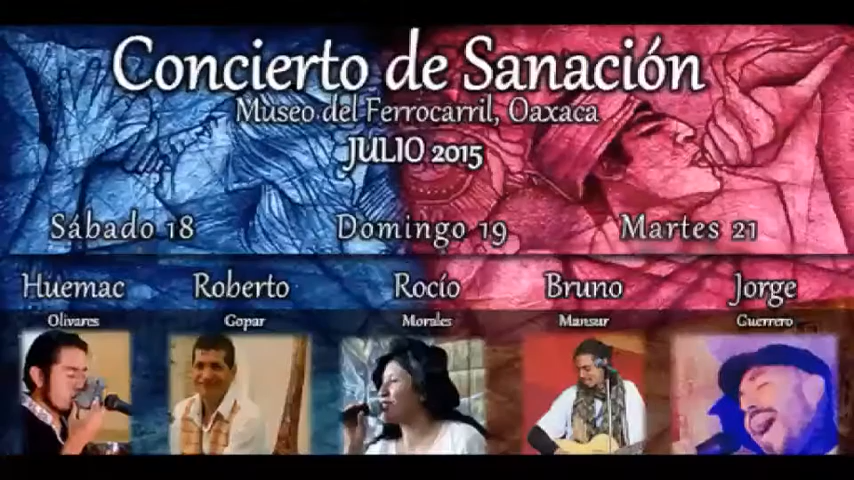 Concierto de Sanación
Museo del Ferrocarril, Oaxaca
JULIO 2015
Sábado 18 Domingo 19 Martes 21
Huemac Roberto Rocío Bruno Jorge
Olivares Gopar Morales Mansur Guerrero